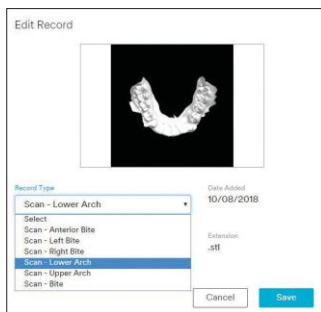 Edit Record
Record Type
Scan - Lower Arch
Date Added
10/08/2018
Select
Scan - Anterior Bite
Scan - Left Bite
Scan - Right Bite
Scan - Lower Arch
Scan - Upper Arch
Scan - Bite
Extension
.stl
Cancel
Save